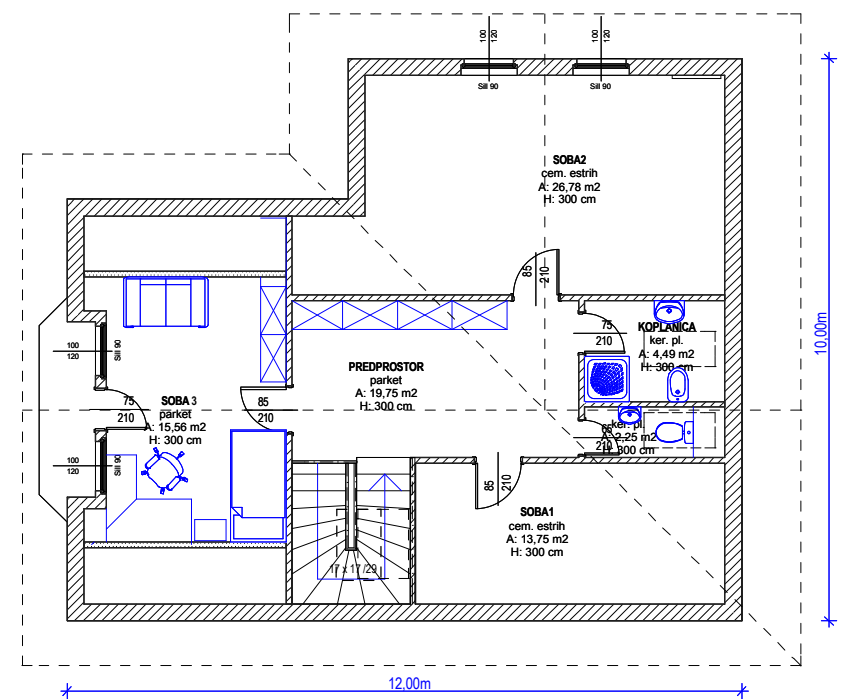 100
120
100
120
Sill 90
Sill 90
SOBA2
cem. estrih
A: 26,78 m2
H: 300 cm
85
210
75
210
KOPLANICA
ker. pl.
A: 4,49 m2
H: 300 cm
10,00m
100
120
Sill 90
PREDPROSTOR
parket
A: 19,75 m2
H: 300 cm
75
210
SOBA 3
parket
A: 15,56 m2
H: 300 cm
85
210
65
210
ker. pl.
A: 2,25 m2
H: 300 cm
100
120
Sill 90
85
210
SOBA1
cem. estrih
A: 13,75 m2
H: 300 cm
17 x 17 /29
12,00m